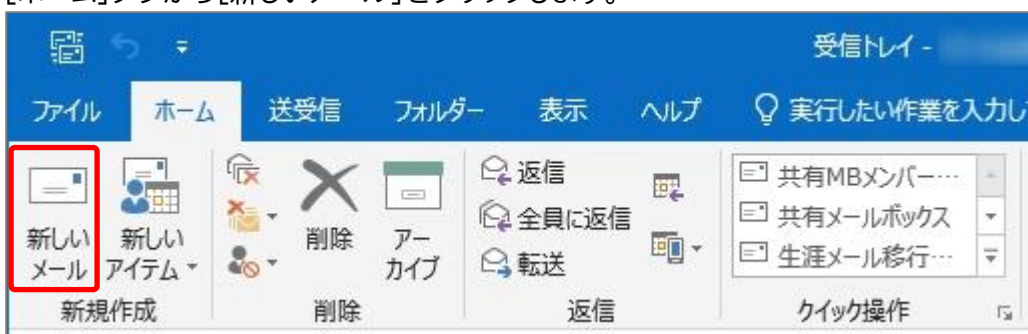 [ホーム]タブから[新しいメール]をクリックします。
受信トレイ -
ファイル ホーム 送受信 フォルダー 表示 ヘルプ 実行したい作業を入力し
新しい
メール
新しい
アイテム
削除
アー
カイブ
返信
全員に返信
転送
共有MBメンバー…
共有メールボックス
生涯メール移行…
新規作成 削除 返信 クイック操作